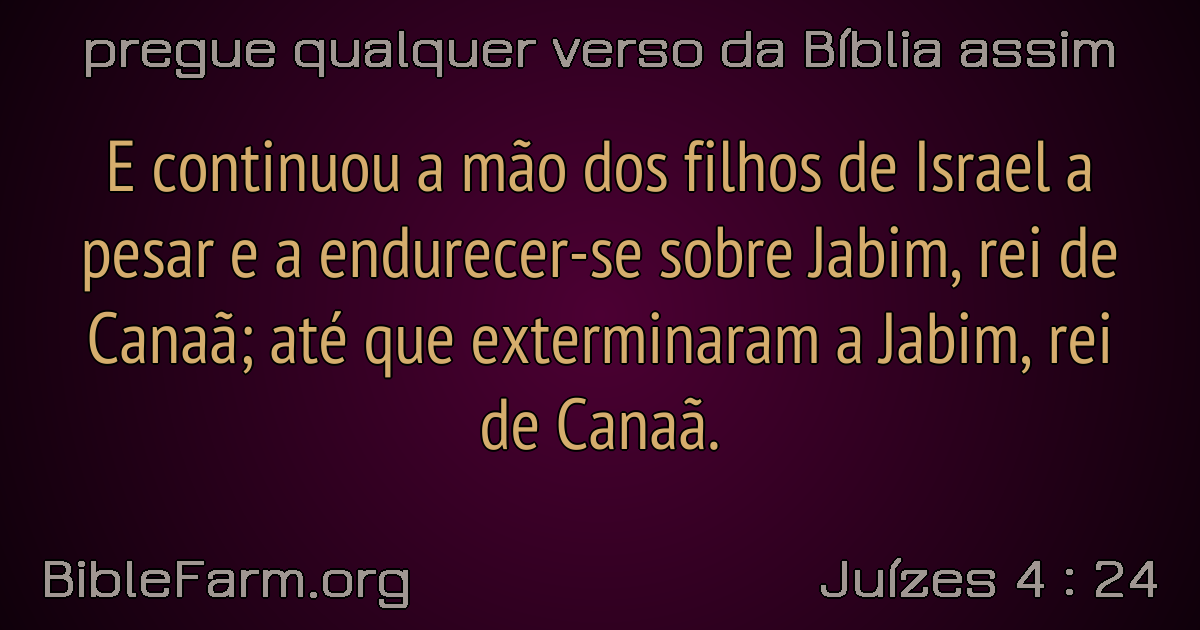 pregue qualquer verso da Bíblia assim
E continuou a mão dos filhos de Israel a
pesar e a endurecer-se sobre Jabim, rei de
Canaã; até que exterminaram a Jabim, rei
de Canaã.
BibleFarm.org
Juízes 4 : 24